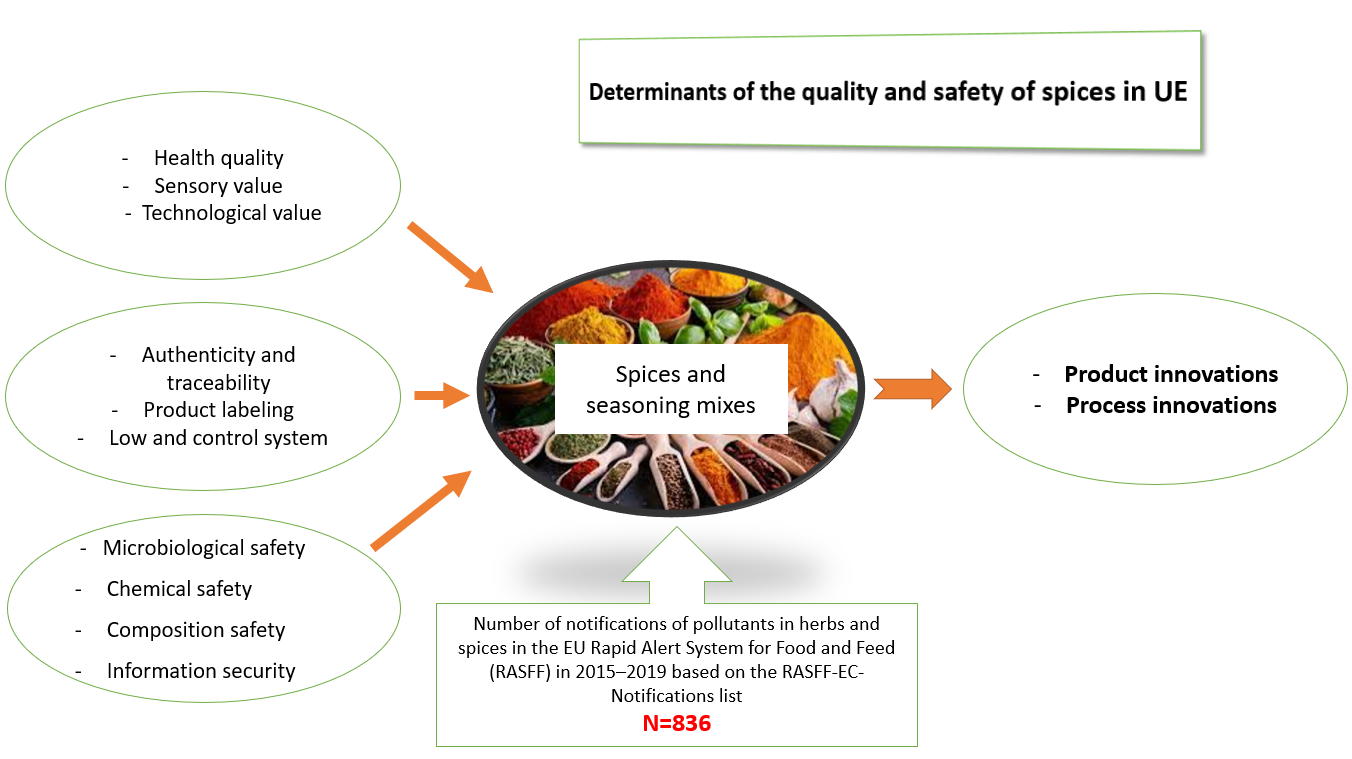 Determinants of the quality and safety of spices in UE
- Health quality
- Sensory value
- Technological value
- Authenticity and
traceability
- Product labeling
- Low and control system
- Microbiological safety
- Chemical safety
- Composition safety
- Information security
Spices and
seasoning mixes
- Product innovations
- Process innovations
Number of notifications of pollutants in herbs and
spices in the EU Rapid Alert System for Food and Feed
(RASFF) in 2015–2019 based on the RASFF-EC-
Notifications list
N=836